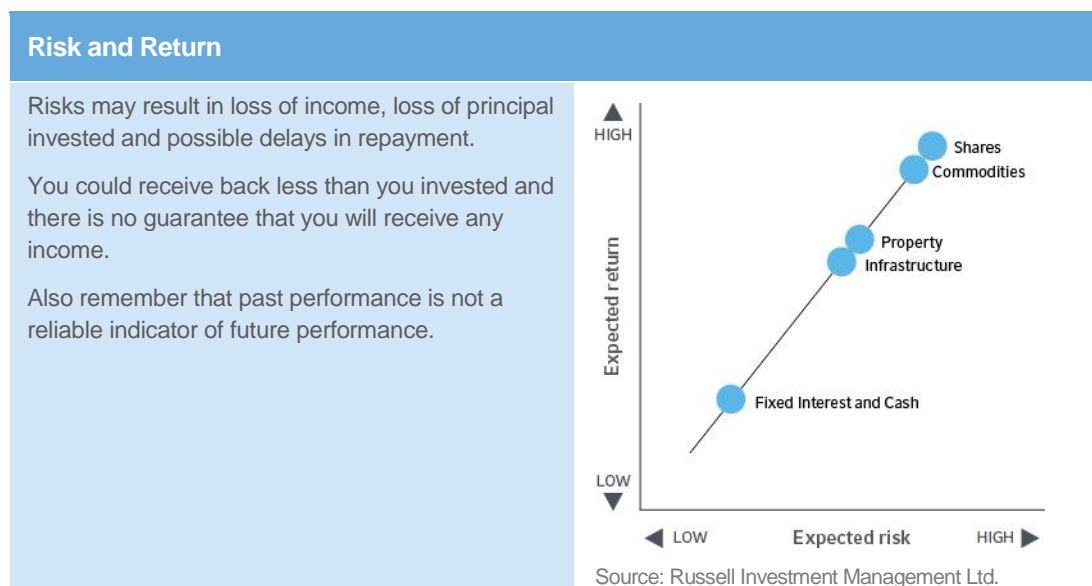 Risk and Return
Risks may result in loss of income, loss of principal
invested and possible delays in repayment.
You could receive back less than you invested and
there is no guarantee that you will receive any
income.
Also remember that past performance is not a
reliable indicator of future performance.
HIGH
Shares
Commodities
Property
Infrastructure
Expected return
Fixed Interest and Cash
LOW
LOW
Expected risk
HIGH
Source: Russell Investment Management Ltd.